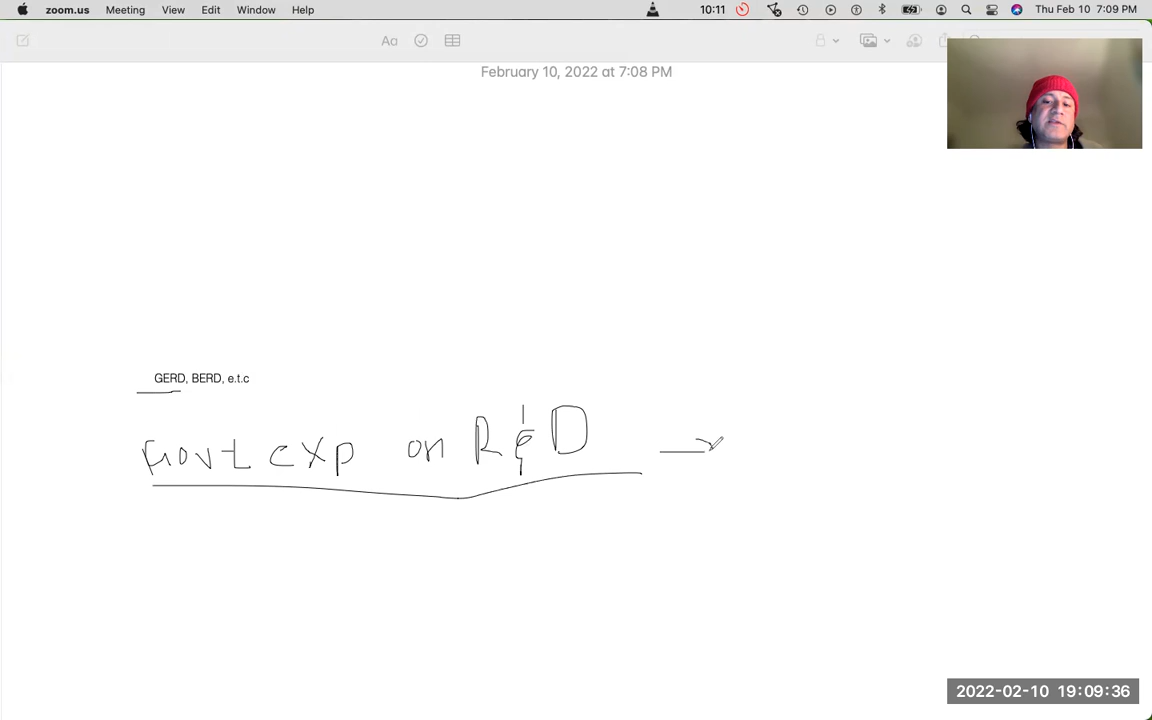 zoom.us Meeting View Edit Window Help 10:11 Thu Feb 10 7:09 PM
Aa
February 10, 2022 at 7:08 PM
GERD, BERD, e.t.c
Govt exp on R & D
2022-02-10 19:09:36